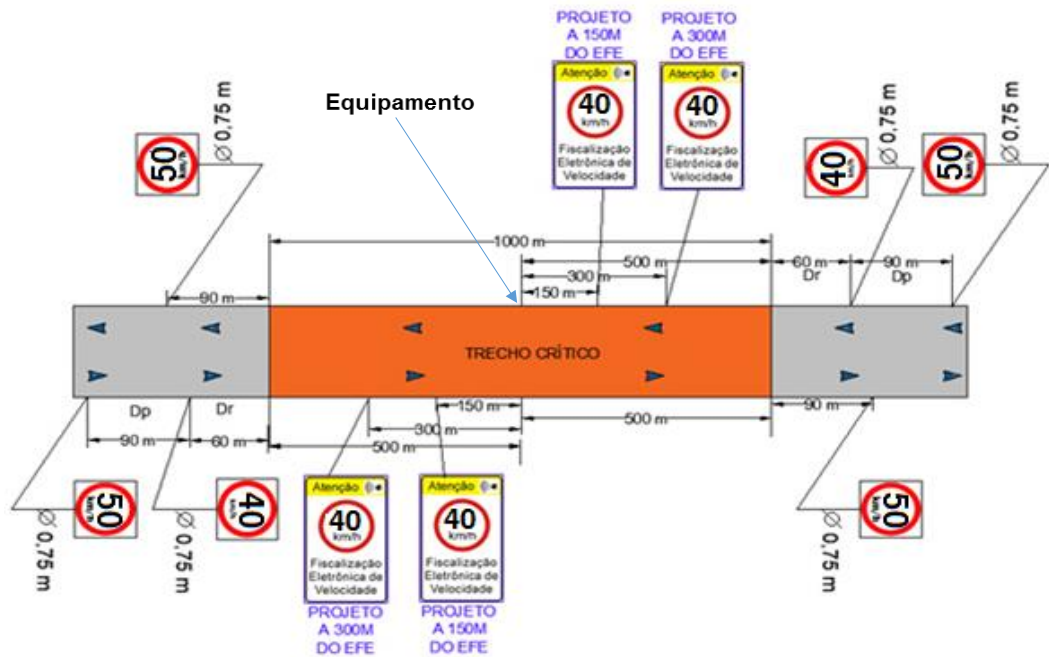 PROJETO
A 150M
DO EFE
PROJETO
A 300M
DO EFE
Atenção
40
km/h
Fiscalização
Eletrônica de
Velocidade
Atenção
40
km/h
Fiscalização
Eletrônica de
Velocidade
Equipamento
50
km/h
Ø 0,75 m
40
km/h
Ø 0,75 m
50
km/h
Ø 0,75 m
1000 m
500 m
300 m
150 m
60 m
Dr
90 m
Dp
90 m
TRECHO CRÍTICO
Dp
Dr
90 m
60 m
150 m
300 m
500 m
500 m
90 m
50
km/h
Ø 0,75 m
40
km/h
Ø 0,75 m
Atenção
40
km/h
Fiscalização
Eletrônica de
Velocidade
PROJETO
A 300M
DO EFE
Atenção
40
km/h
Fiscalização
Eletrônica de
Velocidade
PROJETO
A 150M
DO EFE
50
km/h
Ø 0,75 m